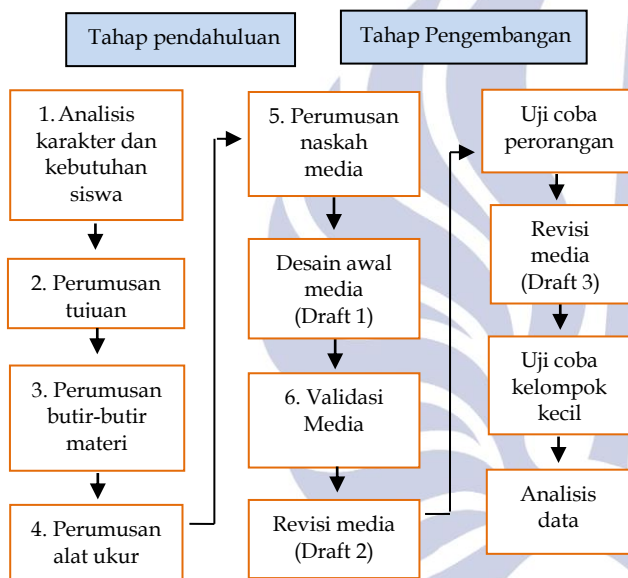 Tahap pendahuluan
Tahap Pengembangan
1. Analisis
karakter dan
kebutuhan
siswa
2. Perumusan
tujuan
3. Perumusan
butir-butir
materi
4. Perumusan
alat ukur
5. Perumusan
naskah
media
Desain awal
media
(Draft 1)
6. Validasi
Media
Revisi media
(Draft 2)
Uji coba
perorangan
Revisi
media
(Draft 3)
Uji coba
kelompok
kecil
Analisis
data